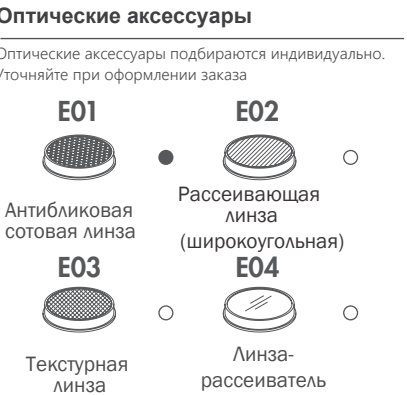 Оптические аксессуары
Оптические аксессуары подбираются индивидуально.
Уточняйте при оформлении заказа
E01
E02
Антибликовая
сотовая линза
Рассеивающая
линза
(широкоугольная)
E03
E04
Текстурная
линза
Линза-
рассеиватель